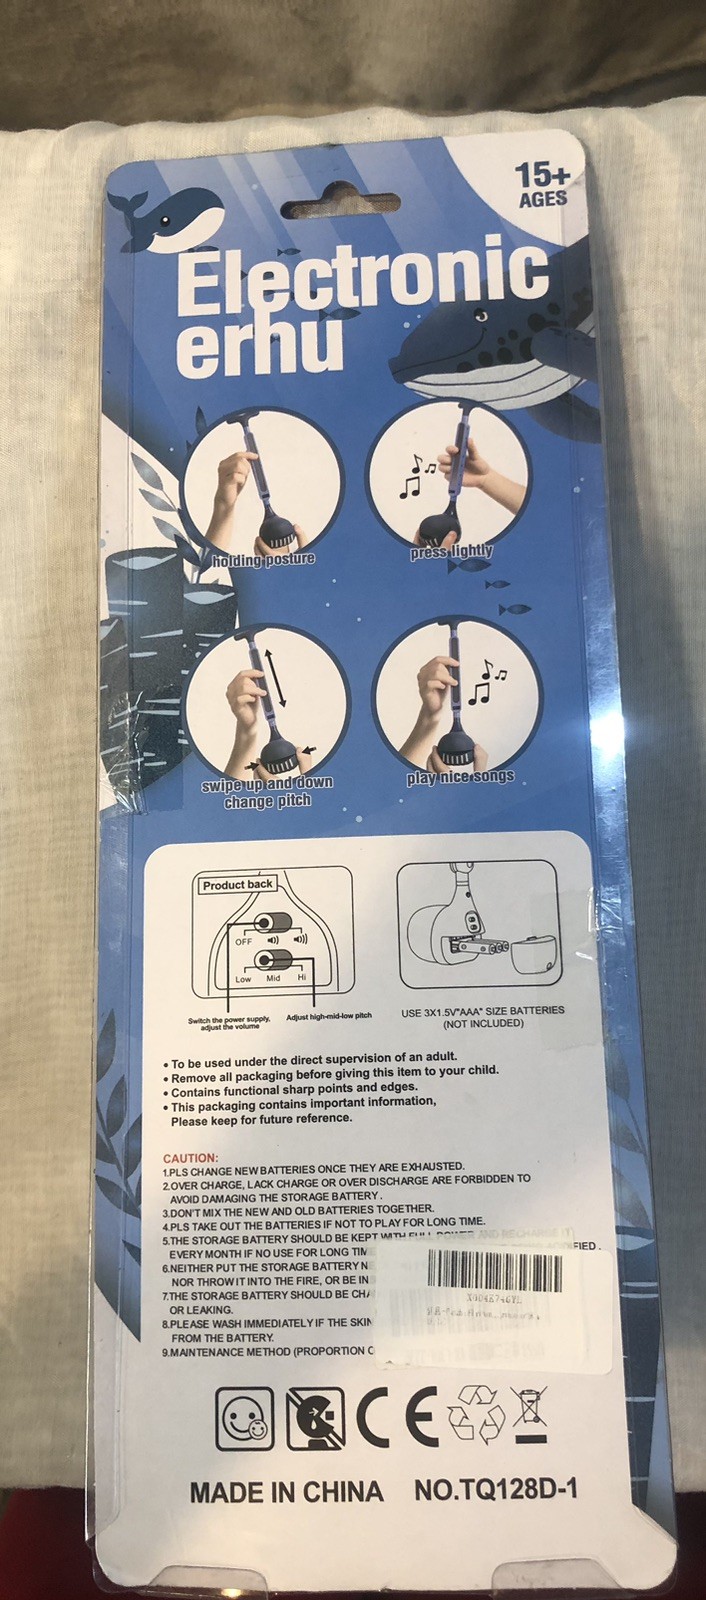 15+
AGES
Electronic
erhu
holding posture
press lightly
swipe up and down
change pitch
play nice songs
Product back
OFF
Low Mid Hi
Switch the power supply,
adjust the volume
Adjust high-mid-low pitch
USE 3X1.5V"AAA" SIZE BATTERIES
(NOT INCLUDED)
• To be used under the direct supervision of an adult.
• Remove all packaging before giving this item to your child.
• Contains functional sharp points and edges.
• This packaging contains important information,
Please keep for future reference.
CAUTION:
1.PLS CHANGE NEW BATTERIES ONCE THEY ARE EXHAUSTED.
2.OVER CHARGE, LACK CHARGE OR OVER DISCHARGE ARE FORBIDDEN TO
AVOID DAMAGING THE STORAGE BATTERY.
3.DON'T MIX THE NEW AND OLD BATTERIES TOGETHER.
4.PLS TAKE OUT THE BATTERIES IF NOT TO PLAY FOR LONG TIME.
5.THE STORAGE BATTERY SHOULD BE KEPT WITH FULL POWER AND RECHARGE IT
EVERY MONTH IF NO USE FOR LONG TIM
6.NEITHER PUT THE STORAGE BATTERY N
NOR THROW IT INTO THE FIRE, OR BE IN
7.THE STORAGE BATTERY SHOULD BE CHA
OR LEAKING.
8.PLEASE WASH IMMEDIATELY IF THE SKIN
FROM THE BATTERY.
9.MAINTENANCE METHOD (PROPORTION O
CE
MADE IN CHINA NO.TQ128D-1